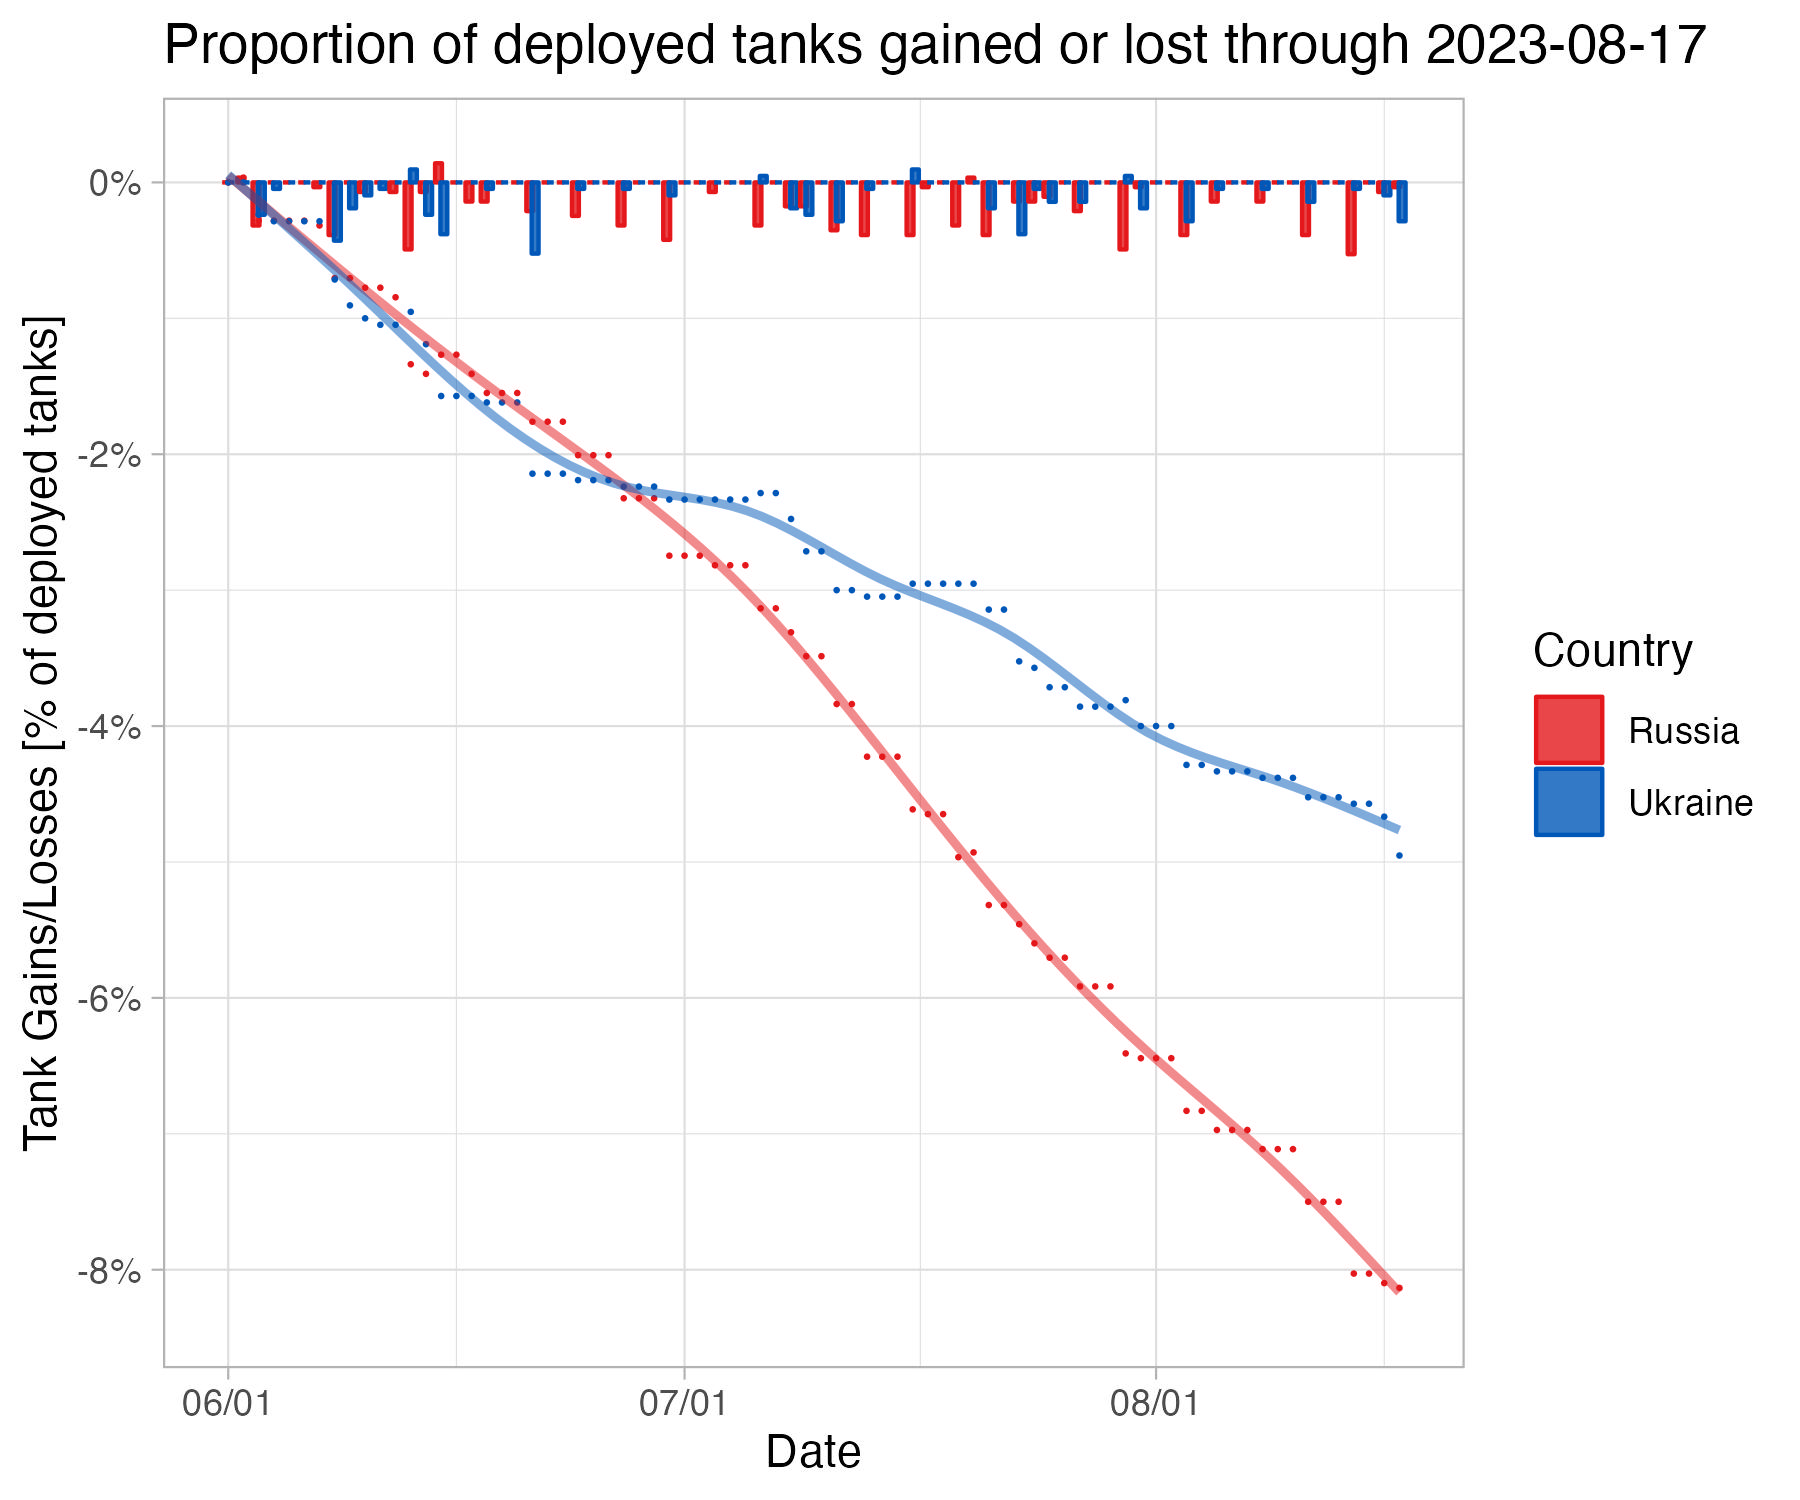 Proportion of deployed tanks gained or lost through 2023-08-17
Tank Gains/Losses [% of deployed tanks]
0%
-2%
-4%
-6%
-8%
06/01
07/01
08/01
Date
Country
Russia
Ukraine